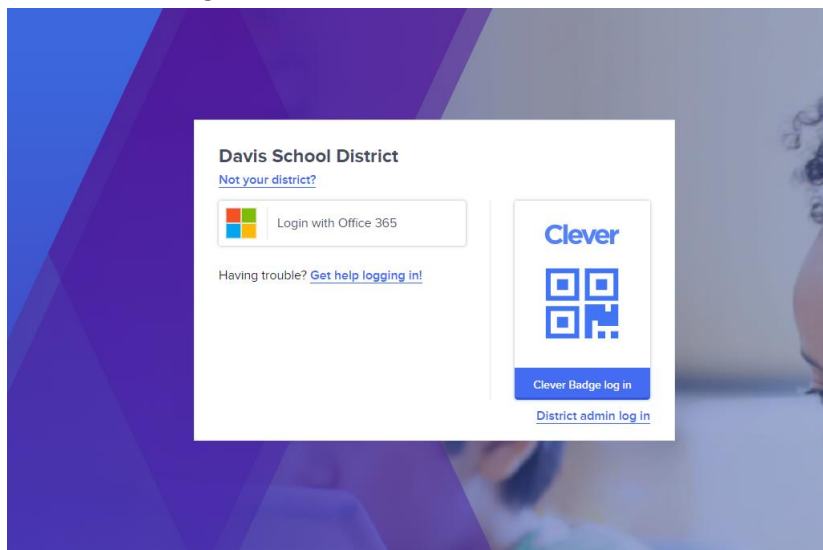 Davis School District
Not your district?
Login with Office 365
Having trouble? Get help logging in!
Clever
Clever Badge log in
District admin log in